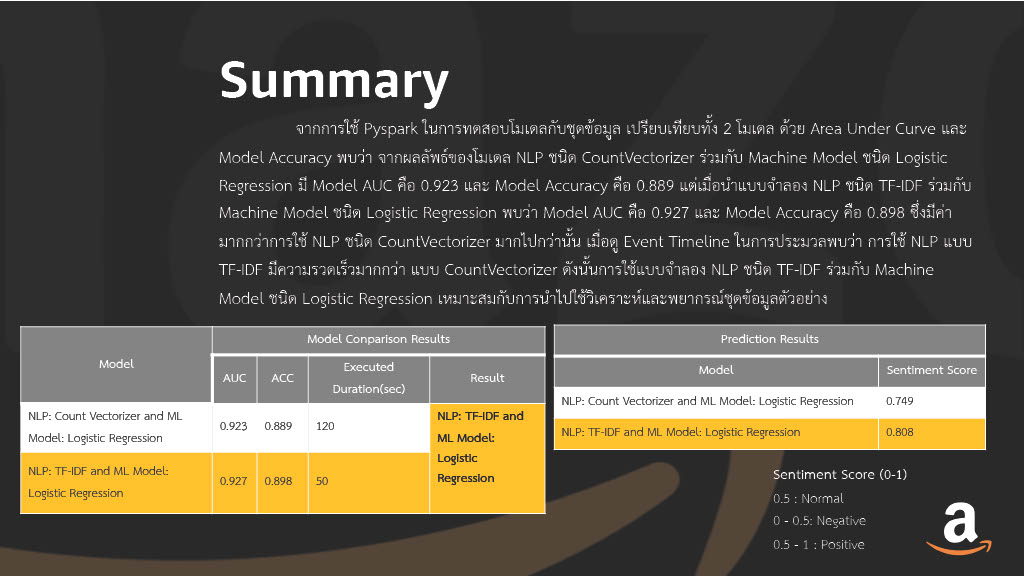 Summary
จากการใช้ Pyspark ในการทดสอบโมเดลกับชุดข้อมูล เปรียบเทียบทั้ง 2 โมเดล ด้วย Area Under Curve และ
Model Accuracy พบว่า จากผลลัพธ์ของโมเดล NLP ชนิด CountVectorizer ร่วมกับ Machine Model ชนิด Logistic
Regression มี Model AUC คือ 0.923 และ Model Accuracy คือ 0.889 แต่เมื่อนำแบบจำลอง NLP ชนิด TF-IDF ร่วมกับ
Machine Model ชนิด Logistic Regression พบว่า Model AUC คือ 0.927 และ Model Accuracy คือ 0.898 ซึ่งมีค่า
มากกว่าการใช้ NLP ชนิด CountVectorizer มากไปกว่านั้น เมื่อดู Event Timeline ในการประมวลพบว่า การใช้ NLP แบบ
TF-IDF มีความรวดเร็วมากกว่า แบบ CountVectorizer ดังนั้นการใช้แบบจำลอง NLP ชนิด TF-IDF ร่วมกับ Machine
Model ชนิด Logistic Regression เหมาะสมกับการนำไปใช้วิเคราะห์และพยากรณ์ชุดข้อมูลตัวอย่าง
Model Comparison Results
Model
AUC
ACC
Executed
Duration(sec)
Result
NLP: Count Vectorizer and ML
Model: Logistic Regression
0.923
0.889
120
NLP: TF-IDF and
ML Model:
Logistic
Regression
NLP: TF-IDF and ML Model:
Logistic Regression
0.927
0.898
50
Prediction Results
Model
Sentiment Score
NLP: Count Vectorizer and ML Model: Logistic Regression
0.749
NLP: TF-IDF and ML Model: Logistic Regression
0.808
Sentiment Score (0-1)
0.5 : Normal
0 - 0.5: Negative
0.5 - 1 : Positive
a